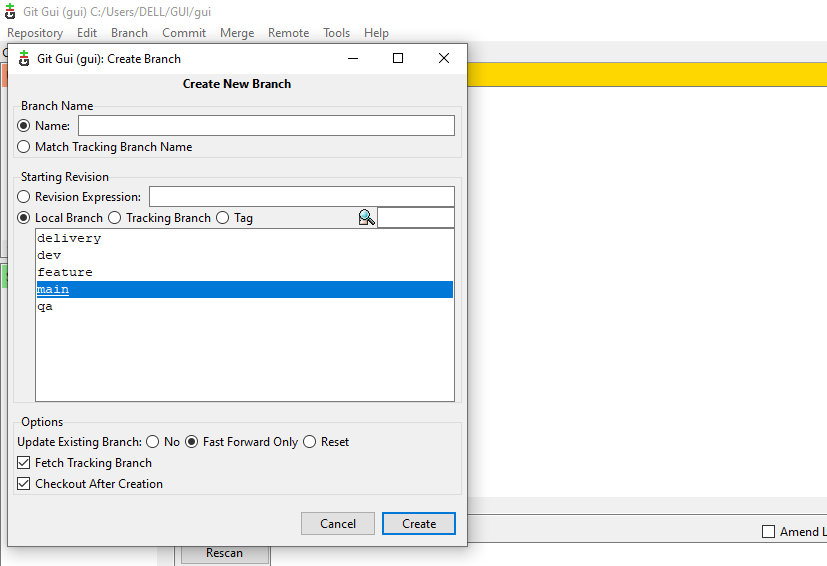 Git Gui (gui) C:/Users/DELL/GUI/gui
Repository Edit Branch Commit Merge Remote Tools Help
Git Gui (gui): Create Branch
Create New Branch
Branch Name
Name:
Match Tracking Branch Name
Starting Revision
Revision Expression:
Local Branch Tracking Branch Tag
delivery
dev
feature
main
qa
Options
Update Existing Branch: No Fast Forward Only Reset
Fetch Tracking Branch
Checkout After Creation
Cancel Create
Amend L
Rescan